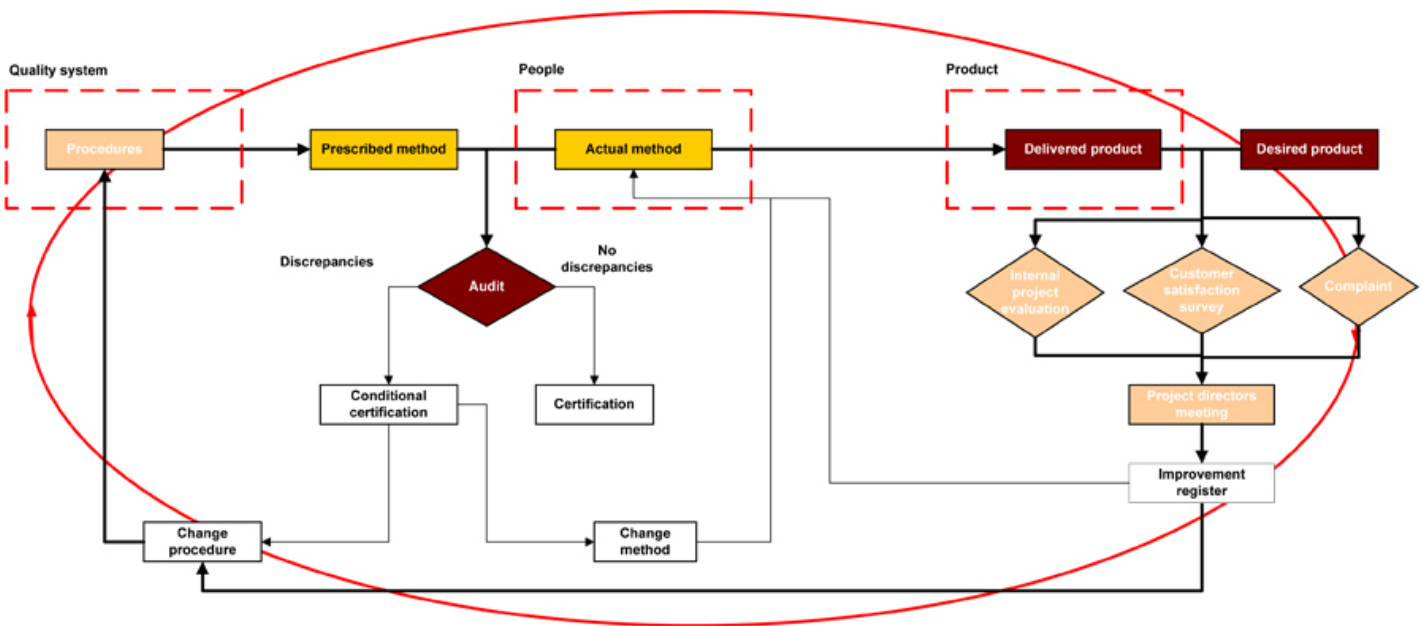 Quality system
People
Product
Procedures
Prescribed method
Actual method
Delivered product
Desired product
Discrepancies
No
discrepancies
Audit
Internal
project
evaluation
Customer
satisfaction
survey
Complaint
Conditional
certification
Certification
Project directors
meeting
Improvement
register
Change
procedure
Change
method